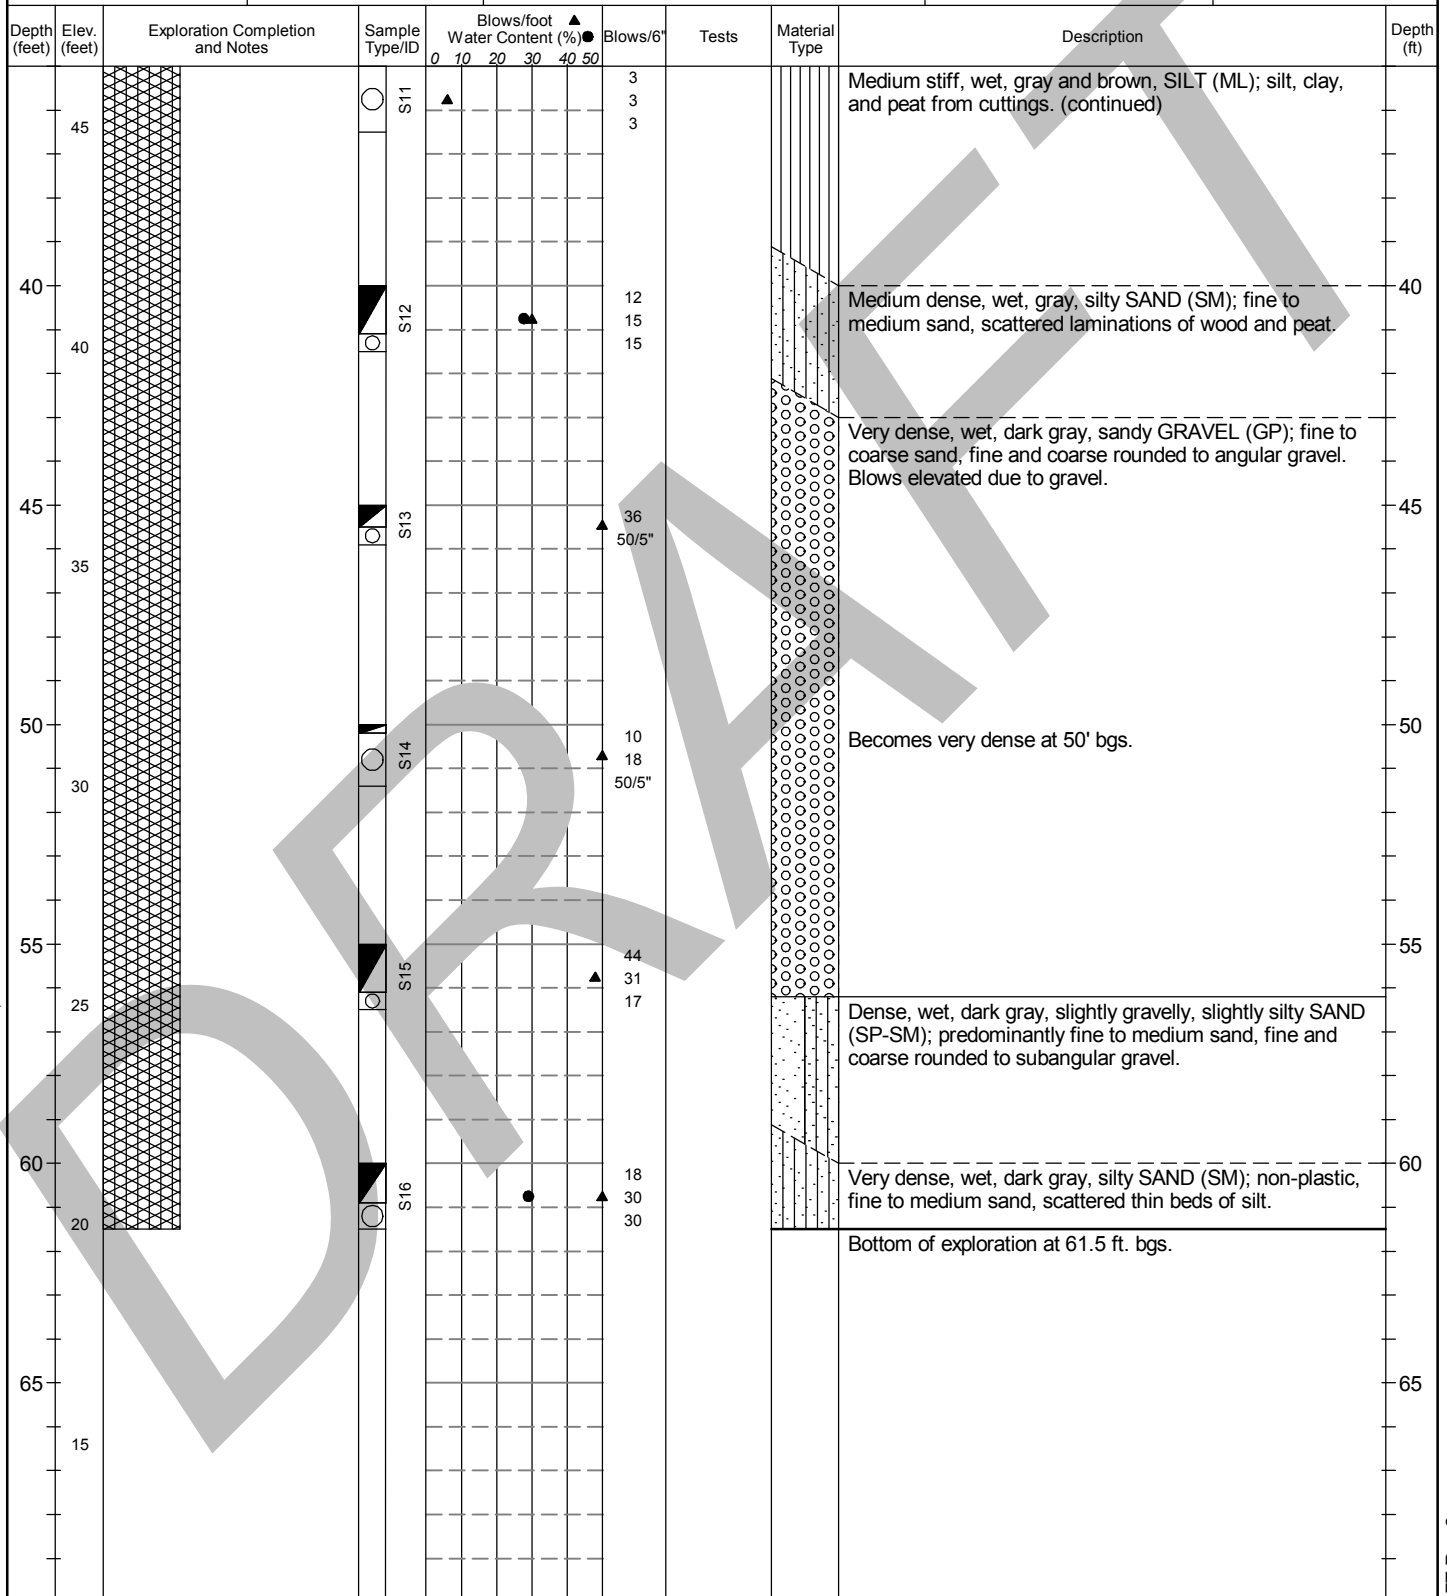 Depth (feet)
Elev. (feet)
Exploration Completion and Notes
Sample Type/ID
Blows/foot ▲
Water Content (%) ●
0 10 20 30 40 50
Blows/6"
Tests
Material Type
Description
Depth (ft)
S11
3
3
3
Medium stiff, wet, gray and brown, SILT (ML); silt, clay,
and peat from cuttings. (continued)
45
40
S12
12
15
15
Medium dense, wet, gray, silty SAND (SM); fine to
medium sand, scattered laminations of wood and peat.
40
40
Very dense, wet, dark gray, sandy GRAVEL (GP); fine to
coarse sand, fine and coarse rounded to angular gravel.
Blows elevated due to gravel.
45
S13
36
50/5"
45
35
50
S14
10
18
50/5"
Becomes very dense at 50' bgs.
50
30
55
S15
44
31
17
55
25
Dense, wet, dark gray, slightly gravelly, slightly silty SAND
(SP-SM); predominantly fine to medium sand, fine and
coarse rounded to subangular gravel.
60
S16
18
30
30
Very dense, wet, dark gray, silty SAND (SM); non-plastic,
fine to medium sand, scattered thin beds of silt.
60
20
Bottom of exploration at 61.5 ft. bgs.
65
65
15
DRAFT